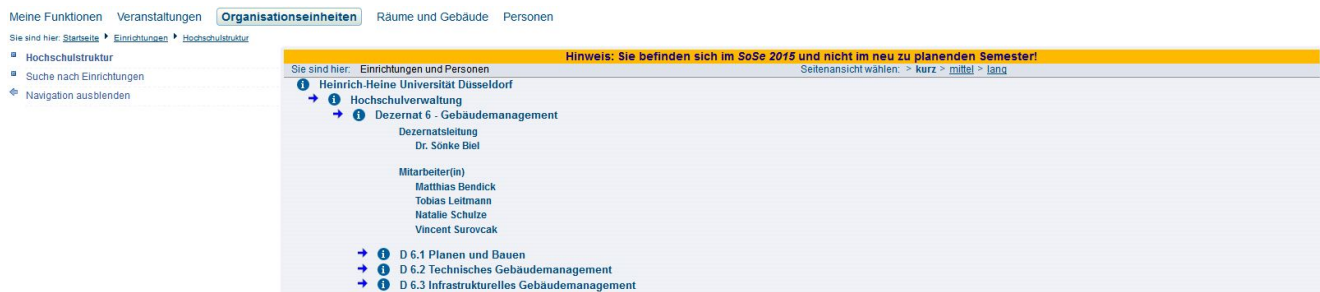 Meine Funktionen Veranstaltungen Organisationseinheiten Räume und Gebäude Personen
Sie sind hier: Startseite Einrichtungen Hochschulstruktur
Hochschulstruktur
Suche nach Einrichtungen
Navigation ausblenden
Hinweis: Sie befinden sich im SoSe 2015 und nicht im neu zu planenden Semester!
Sie sind hier: Einrichtungen und Personen Seitenansicht wählen: > kurz > mittel > lang
Heinrich-Heine Universität Düsseldorf
Hochschulverwaltung
Dezernat 6 - Gebäudemanagement
Dezernatsleitung
Dr. Sönke Biel
Mitarbeiter(in)
Matthias Bendick
Tobias Leitmann
Natalie Schulze
Vincent Surovcak
D 6.1 Planen und Bauen
D 6.2 Technisches Gebäudemanagement
D 6.3 Infrastrukturelles Gebäudemanagement